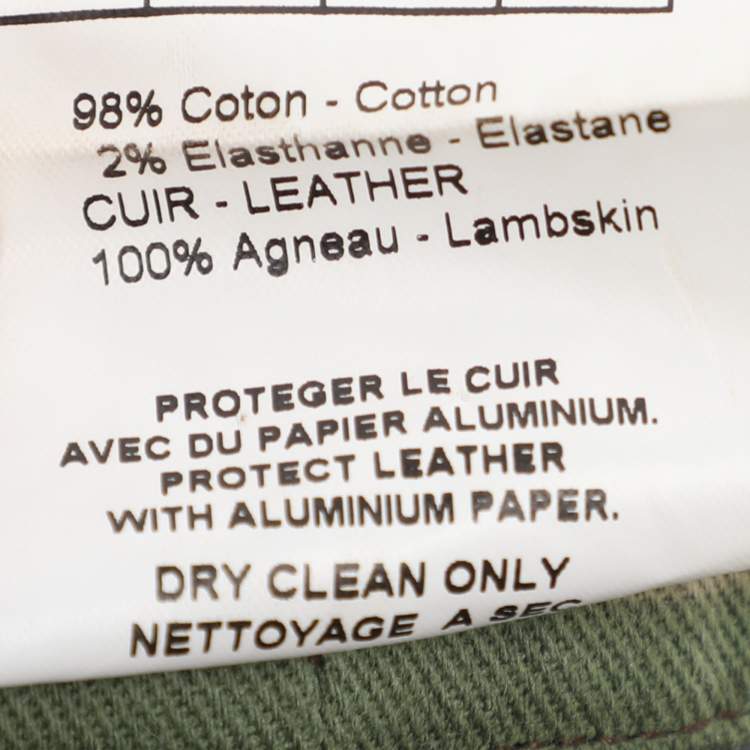 98% Coton - Cotton
2% Elasthanne - Elastane
CUIR - LEATHER
100% Agneau - Lambskin
PROTEGER LE CUIR
AVEC DU PAPIER ALUMINIUM.
PROTECT LEATHER
WITH ALUMINIUM PAPER.
DRY CLEAN ONLY
NETTOYAGE A SEC